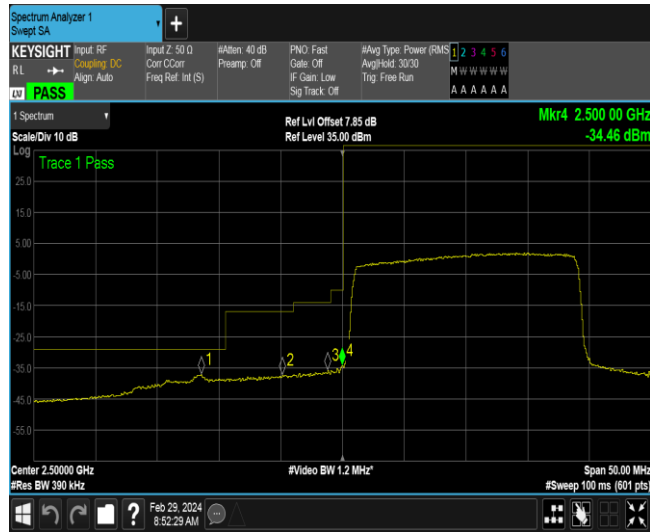 Spectrum Analyzer 1
Swept SA
+
KEYSIGHT
RL
LXI PASS
Input: RF
Coupling: DC
Align: Auto
Input Z: 50 Ω
Corr CCorr
Freq Ref: Int (S)
#Atten: 40 dB
Preamp: Off
PNO: Fast
Gate: Off
IF Gain: Low
Sig Track: Off
#Avg Type: Power (RMS
Avg|Hold: 30/30
Trig: Free Run
1 2 3 4 5 6
M W W W W W
A A A A A A
1 Spectrum
Scale/Div 10 dB
Ref Lvl Offset 7.85 dB
Ref Level 35.00 dBm
Mkr4 2.500 00 GHz
-34.46 dBm
Log
Trace 1 Pass
25.0
15.0
5.00
-5.00
-15.0
-25.0
-35.0
-45.0
-55.0
1
2
3
4
Center 2.50000 GHz
#Res BW 390 kHz
#Video BW 1.2 MHz*
Span 50.00 MHz
#Sweep 100 ms (601 pts)
?
Feb 29, 2024
8:52:29 AM